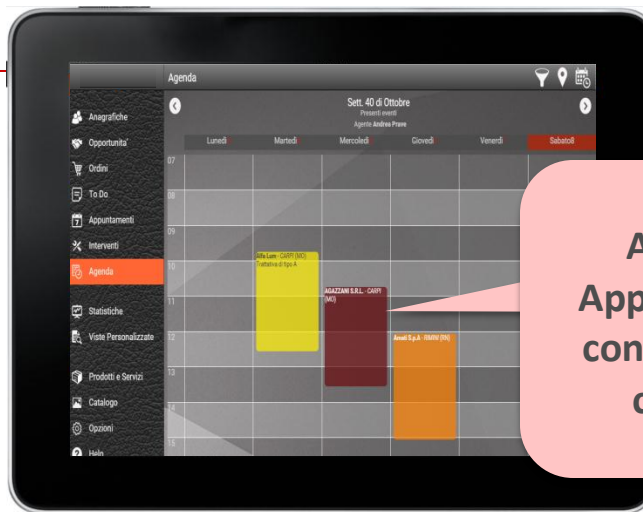 Agenda
Sett. 40 di Ottobre
Presenti eventi
Agente Andrea Prave
Lunedì
Martedì
Mercoledì
Giovedì
Venerdì
Anagrafiche
Opportunita'
Ordini
To Do
Appuntamenti
Interventi
Agenda
Statistiche
Viste Personalizzate
Prodotti e Servizi
Catalogo
Opzioni
Help
07
08
09
10
11
12
13
14
15
Alfa Lum - CARPI (MO)
Trattativa di tipo A
AGAZZANI S.R.L. - CARPI
(MO)
Ameli S.p.A - RIMINI (RN)
A
App
con